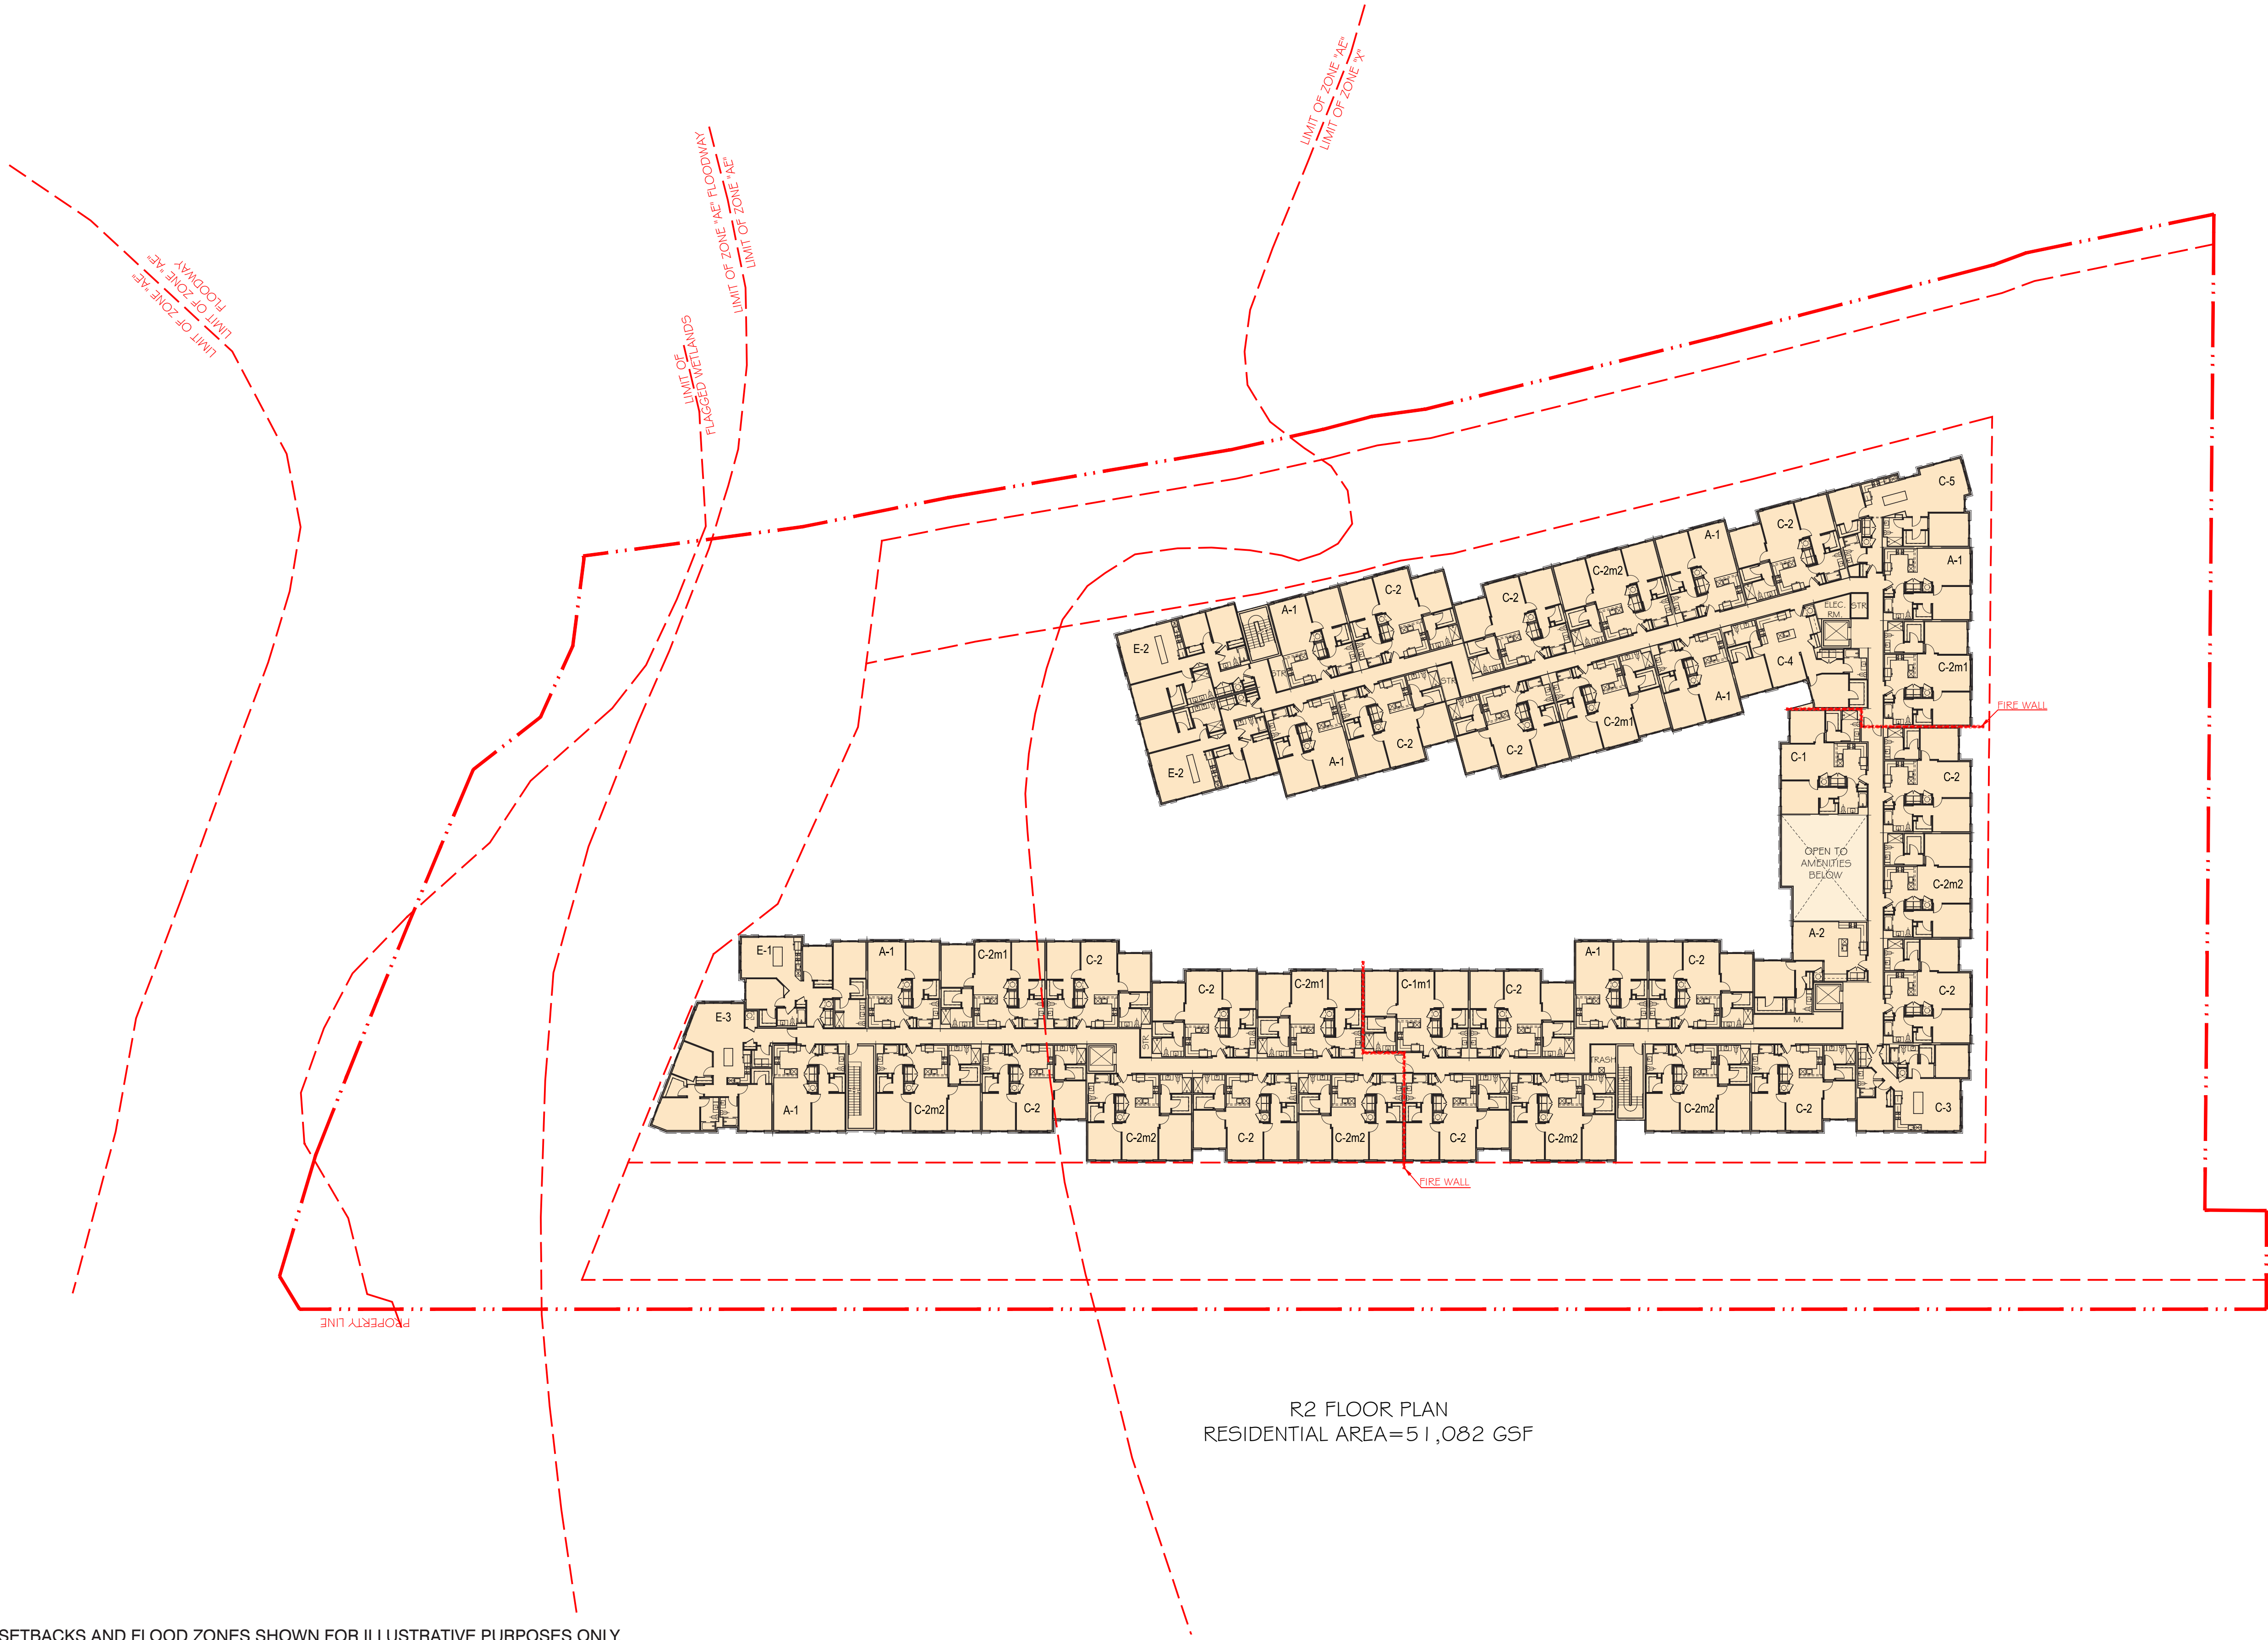 LIMIT OF ZONE "AE"
LIMIT OF ZONE "X"
LIMIT OF ZONE "AE" FLOODWAY
LIMIT OF ZONE "AE"
LIMIT OF ZONE "AE"
LIMIT OF ZONE "AE"
FLOODWAY
LIMIT OF
FLAGGED WETLANDS
C-5
C-2
A-1
C-2m2
A-1
C-2
C-2
A-1
E-2
ELEC.
RM.
STR
C-4
C-2m1
STR
STR
A-1
C-2m1
FIRE WALL
C-2
C-2
A-1
E-2
C-1
C-2
OPEN TO
AMENITIES
BELOW
C-2m2
A-2
E-1
A-1
C-2m1
C-2
C-2
C-2m1
C-1m1
C-2
A-1
C-2
C-2
E-3
M.
STR
TRASH
A-1
C-2m2
C-2
C-2m2
C-2
C-2m2
C-2
C-2m2
C-2m2
C-2
C-3
FIRE WALL
PROPERTY LINE
R2 FLOOR PLAN
RESIDENTIAL AREA=51,082 GSF
SETBACKS AND FLOOD ZONES SHOWN FOR ILLUSTRATIVE PURPOSES ONLY